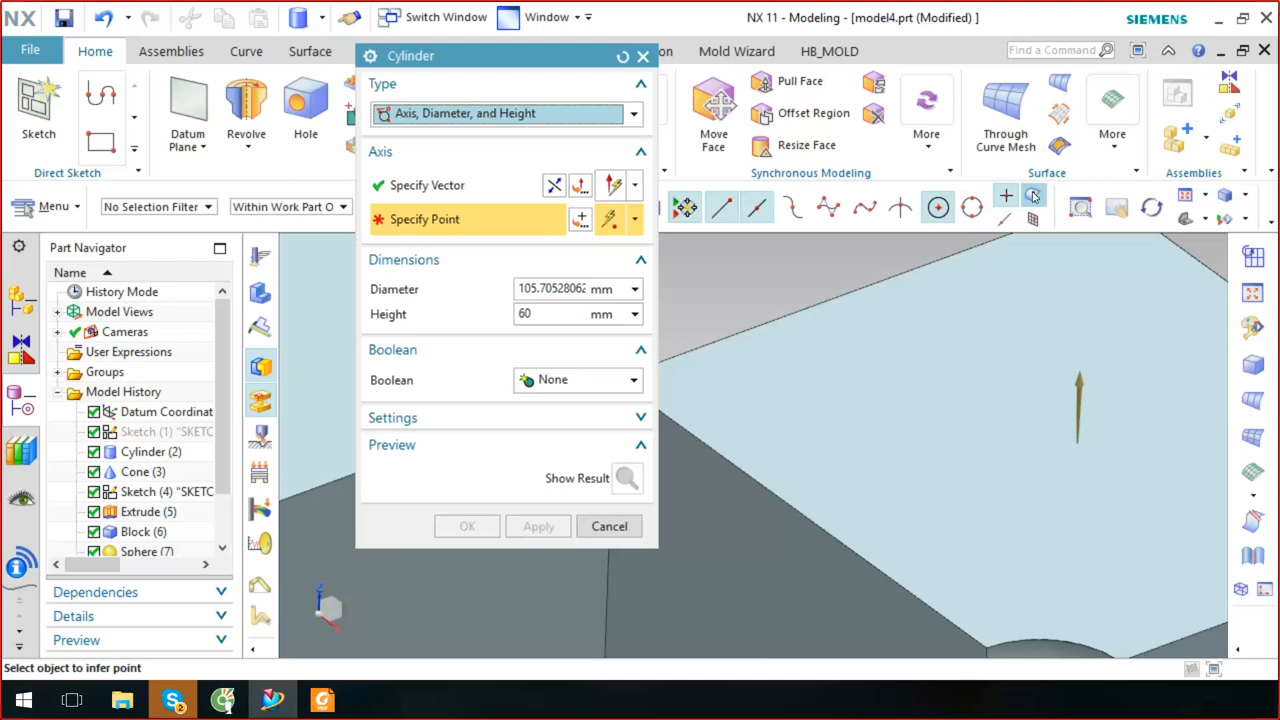 NX
Switch Window
Window
NX 11 - Modeling - [model4.prt (Modified) ]
SIEMENS
File
Home
Assemblies
Curve
Surface
on
Mold Wizard
HB_MOLD
Find a Command
Sketch
Direct Sketch
Datum
Plane
Revolve
Hole
Move
Face
Pull Face
Offset Region
Resize Face
More
Synchronous Modeling
Through
Curve Mesh
More
Surface
Assemblies
Menu
No Selection Filter
Within Work Part O
Cylinder
Type
Axis, Diameter, and Height
Axis
Specify Vector
Specify Point
Dimensions
Diameter
105.70528062 mm
Height
60 mm
Boolean
Boolean
None
Settings
Preview
Show Result
OK
Apply
Cancel
Part Navigator
Name
History Mode
Model Views
Cameras
User Expressions
Groups
Model History
Datum Coordinat
Sketch (1) "SKETC
Cylinder (2)
Cone (3)
Sketch (4) "SKETC
Extrude (5)
Block (6)
Sphere (7)
Dependencies
Details
Preview
Select object to infer point